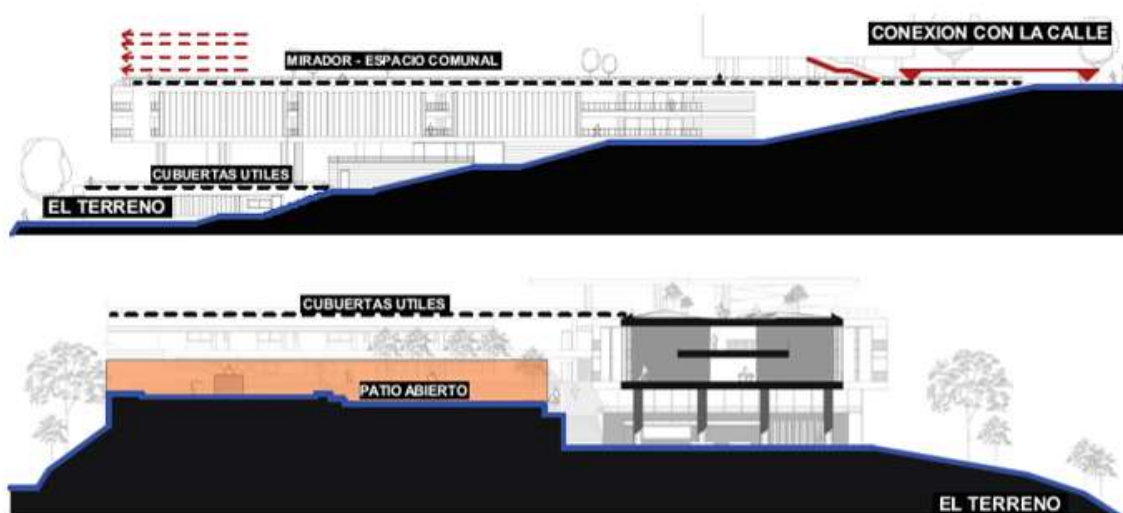 CONEXION CON LA CALLE
MIRADOR - ESPACIO COMUNAL
CUBUERTAS UTILES
EL TERRENO
CUBUERTAS UTILES
PATIO ABIERTO
EL TERRENO